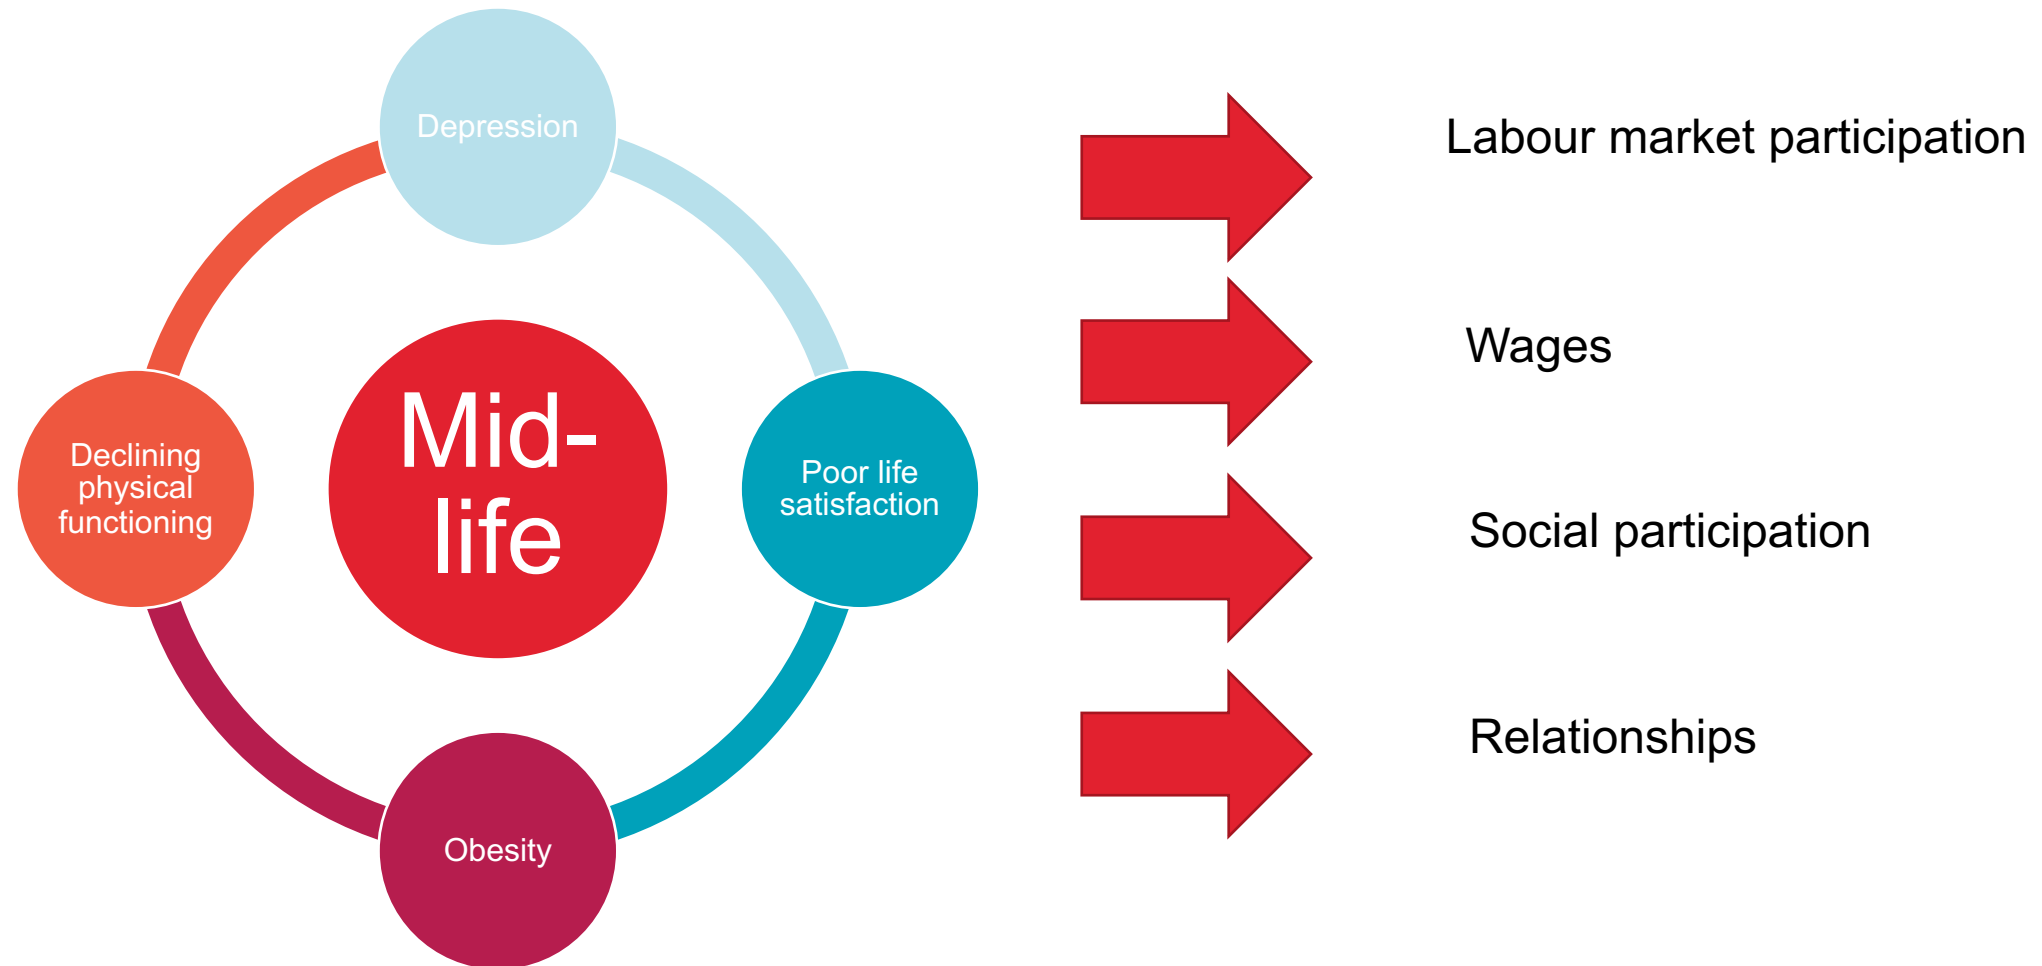 Depression
Declining
physical
functioning
Mid-
life
Poor life
satisfaction
Obesity
Labour market participation
Wages
Social participation
Relationships